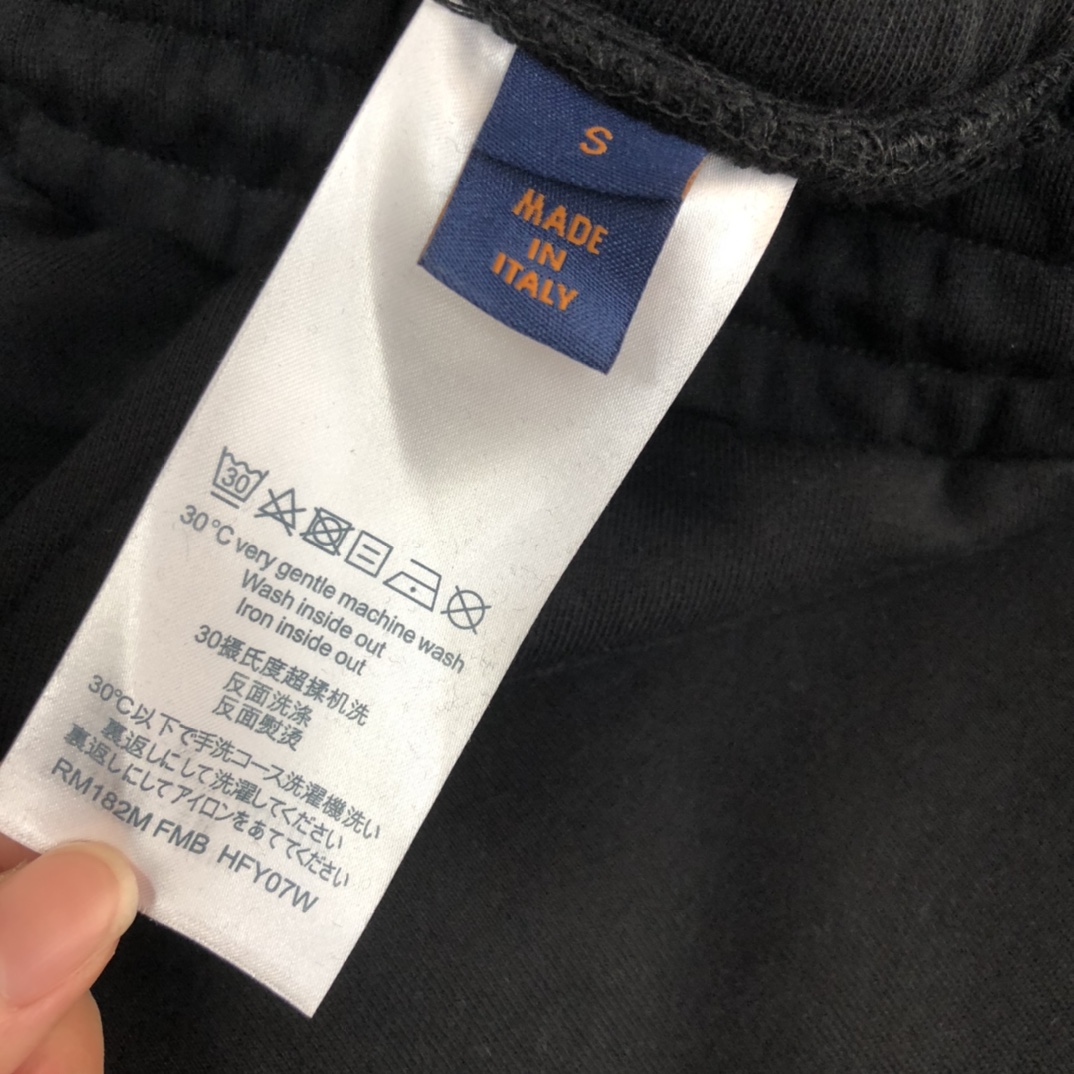 S
MADE
IN
ITALY
30
30°C very gentle machine wash
Wash inside out
Iron inside out
30摄氏度超揉机洗
反面洗涤
反面熨烫
30℃以下で手洗コース洗濯機洗い
裏返しにして洗濯してください
裏返しにしてアイロンをあててください
RM182M FMB HFY07W